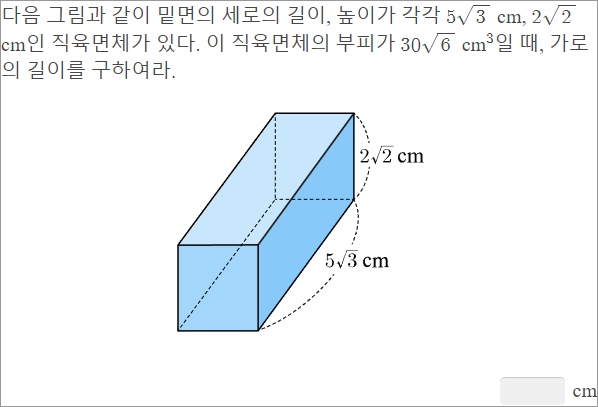 다음 그림과 같이 밑면의 세로의 길이, 높이가 각각 5√3 cm, 2√2
cm인 직육면체가 있다. 이 직육면체의 부피가 30√6 cm³일 때, 가로
의 길이를 구하여라.
2√2 cm
5√3 cm
cm